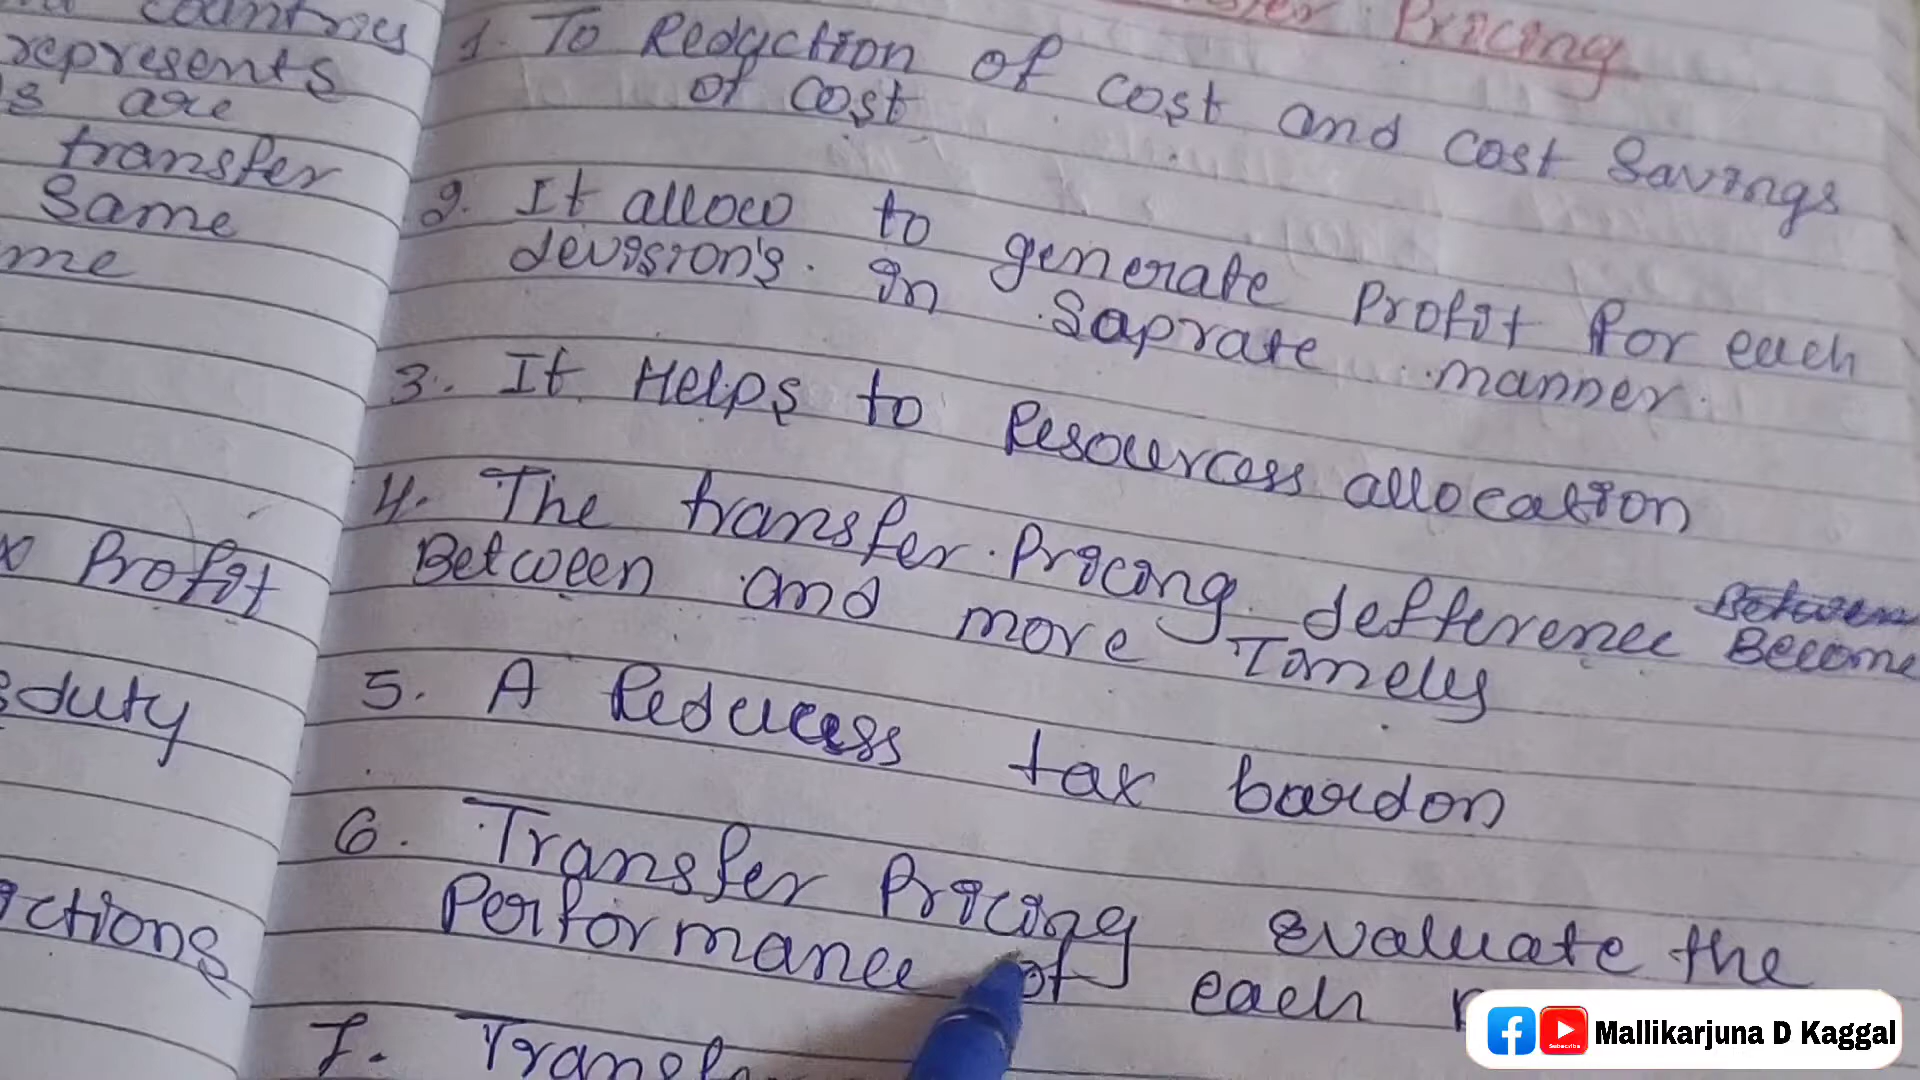 countries
represents
are
transfer
Same
me
Profit
duty
ctions
Pricing
1. To Reduction of cost and cost Savings
of cost
2. It allow to generate Profit for each
devision's. in Saprate manner.
3. It Helps to Resourcess allocation
4. The transfer Pricing defference
Between and more Timely Become
5. A Reducess tax bardon
6. Transfer Pricing evaluate the
Performance of each
7. Transf
Mallikarjuna D Kaggal